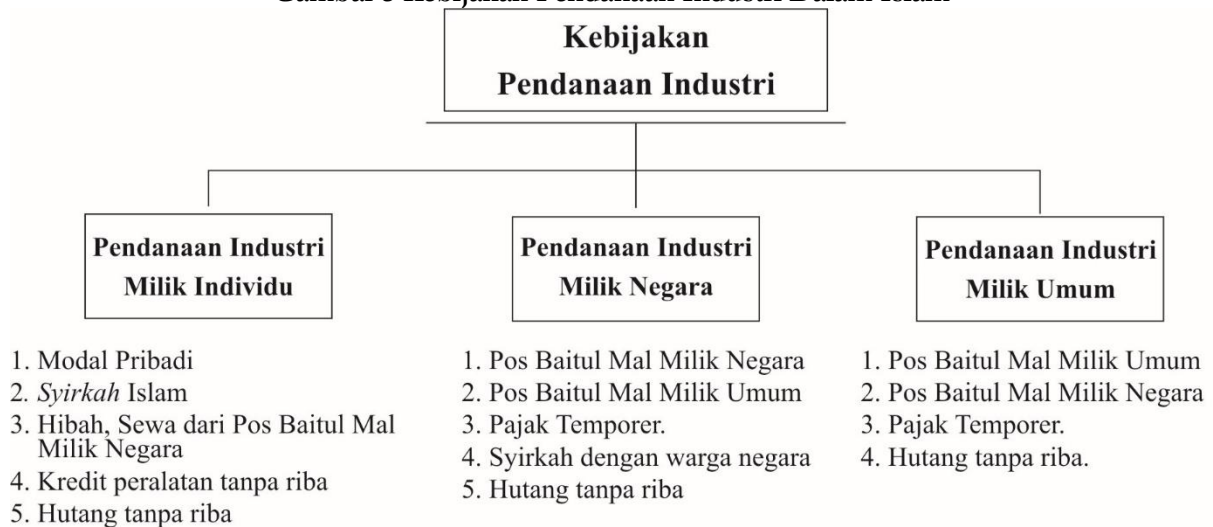 Kebijakan
Pendanaan Industri
Pendanaan Industri
Milik Individu
1. Modal Pribadi
2. Syirkah Islam
3. Hibah, Sewa dari Pos Baitul Mal
Milik Negara
4. Kredit peralatan tanpa riba
5. Hutang tanpa riba
Pendanaan Industri
Milik Negara
1. Pos Baitul Mal Milik Negara
2. Pos Baitul Mal Milik Umum
3. Pajak Temporer.
4. Syirkah dengan warga negara
5. Hutang tanpa riba
Pendanaan Industri
Milik Umum
1. Pos Baitul Mal Milik Umum
2. Pos Baitul Mal Milik Negara
3. Pajak Temporer.
4. Hutang tanpa riba.